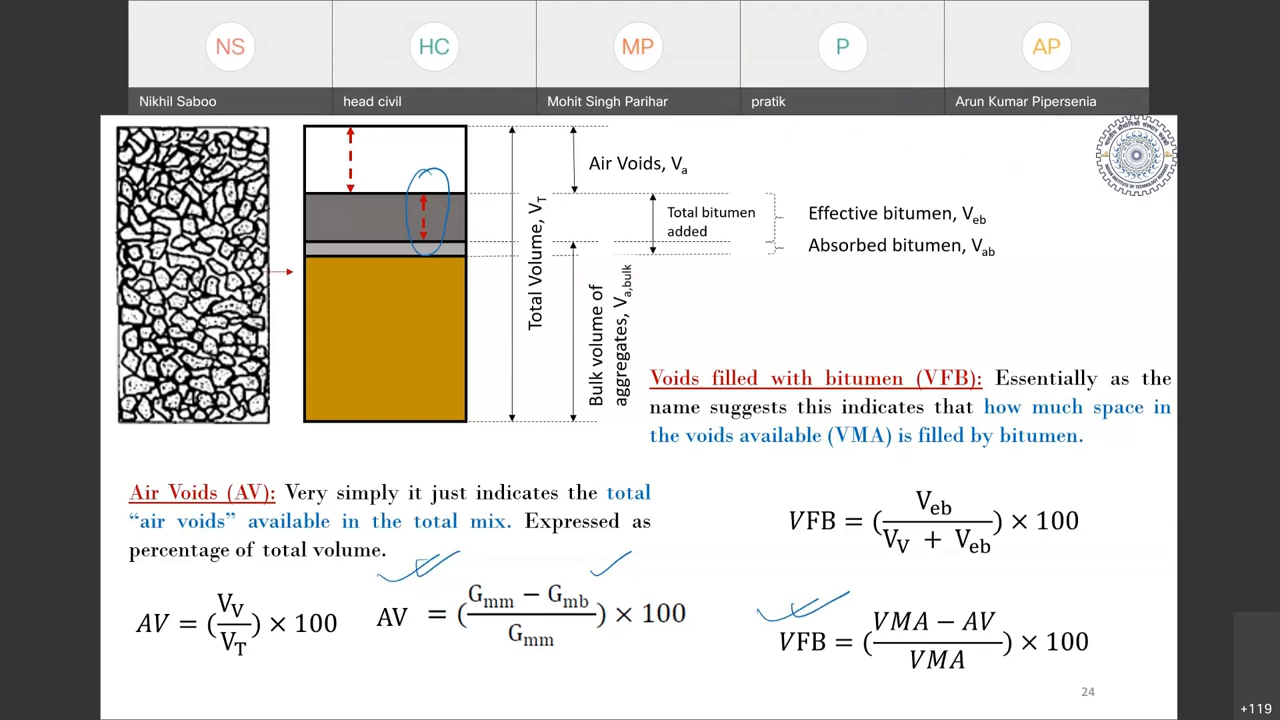 NS
HC
MP
P
AP
Nikhil Saboo
head civil
Mohit Singh Parihar
pratik
Arun Kumar Pipersenia
Air Voids, Va
Total Volume, VT
Total bitumen
added
Effective bitumen, Veb
Absorbed bitumen, Vab
Bulk volume of
aggregates, Va,bulk
Voids filled with bitumen (VFB): Essentially as the
name suggests this indicates that how much space in
the voids available (VMA) is filled by bitumen.
Air Voids (AV): Very simply it just indicates the total
“air voids” available in the total mix. Expressed as
percentage of total volume.
VFB = (Veb / VV + Veb) × 100
AV = (VV / VT) × 100
AV = (Gmm − Gmb / Gmm) × 100
VFB = (VMA − AV / VMA) × 100
24
+119